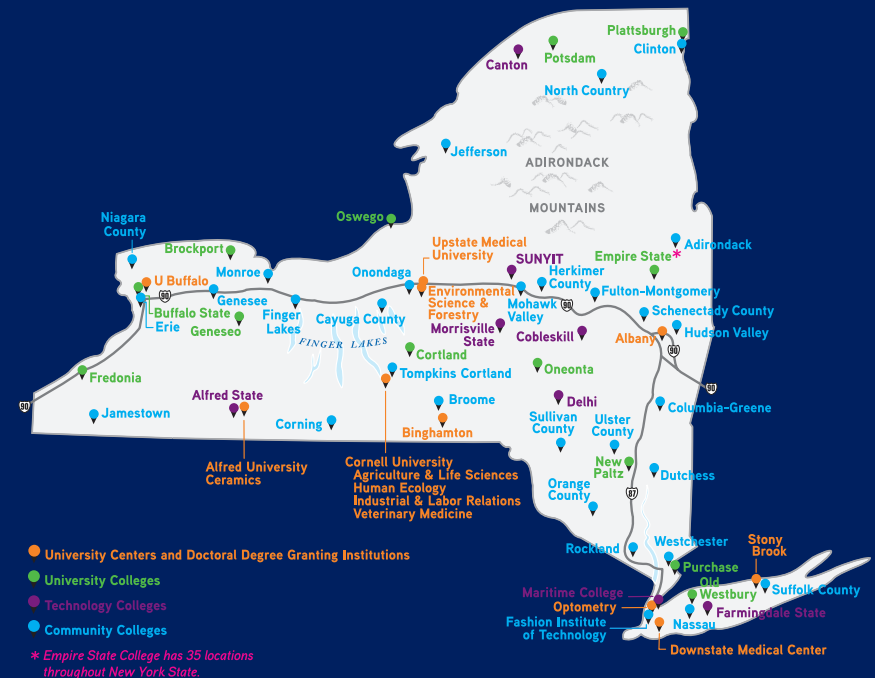 Plattsburgh
Clinton
Potsdam
Canton
North Country
Jefferson
ADIRONDACK
MOUNTAINS
Niagara
County
Oswego
Brockport
Upstate Medical
University
Adirondack
*
Empire State
SUNYIT
Monroe
Onondaga
Herkimer
County
U Buffalo
90
Genesee
Environmental
Science &
Forestry
Mohawk
Valley
90
Fulton-Montgomery
Buffalo State
Erie
Geneseo
Finger
Lakes
Cayuga County
Morrisville
State
Cobleskill
Schenectady County
Albany
Hudson Valley
90
FINGER LAKES
Cortland
Oneonta
Tompkins Cortland
Fredonia
90
90
Alfred State
Jamestown
Corning
Broome
Binghamton
Delhi
Columbia-Greene
Sullivan
County
Ulster
County
New
Paltz
Dutchess
Alfred University
Ceramics
Cornell University
Agriculture & Life Sciences
Human Ecology
Industrial & Labor Relations
Veterinary Medicine
Orange
County
87
Rockland
Westchester
Purchase
Stony
Brook
Old
Westbury
Suffolk County
Maritime College
Optometry
Fashion Institute
of Technology
Nassau
Farmingdale State
Downstate Medical Center
University Centers and Doctoral Degree Granting Institutions
University Colleges
Technology Colleges
Community Colleges
* Empire State College has 35 locations
throughout New York State.